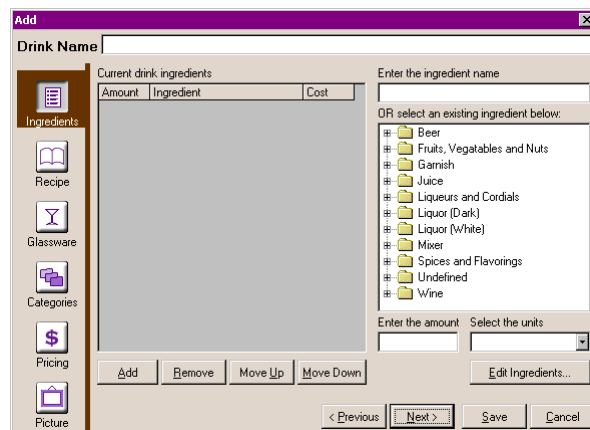 Add
Drink Name
Ingredients
Recipe
Glassware
Categories
$
Pricing
Picture
Current drink ingredients
Amount Ingredient Cost
Add Remove Move Up Move Down
Enter the ingredient name
OR select an existing ingredient below:
Beer
Fruits, Vegatables and Nuts
Garnish
Juice
Liqueurs and Cordials
Liquor (Dark)
Liquor (White)
Mixer
Spices and Flavorings
Undefined
Wine
Enter the amount Select the units
Edit Ingredients...
< Previous Next > Save Cancel